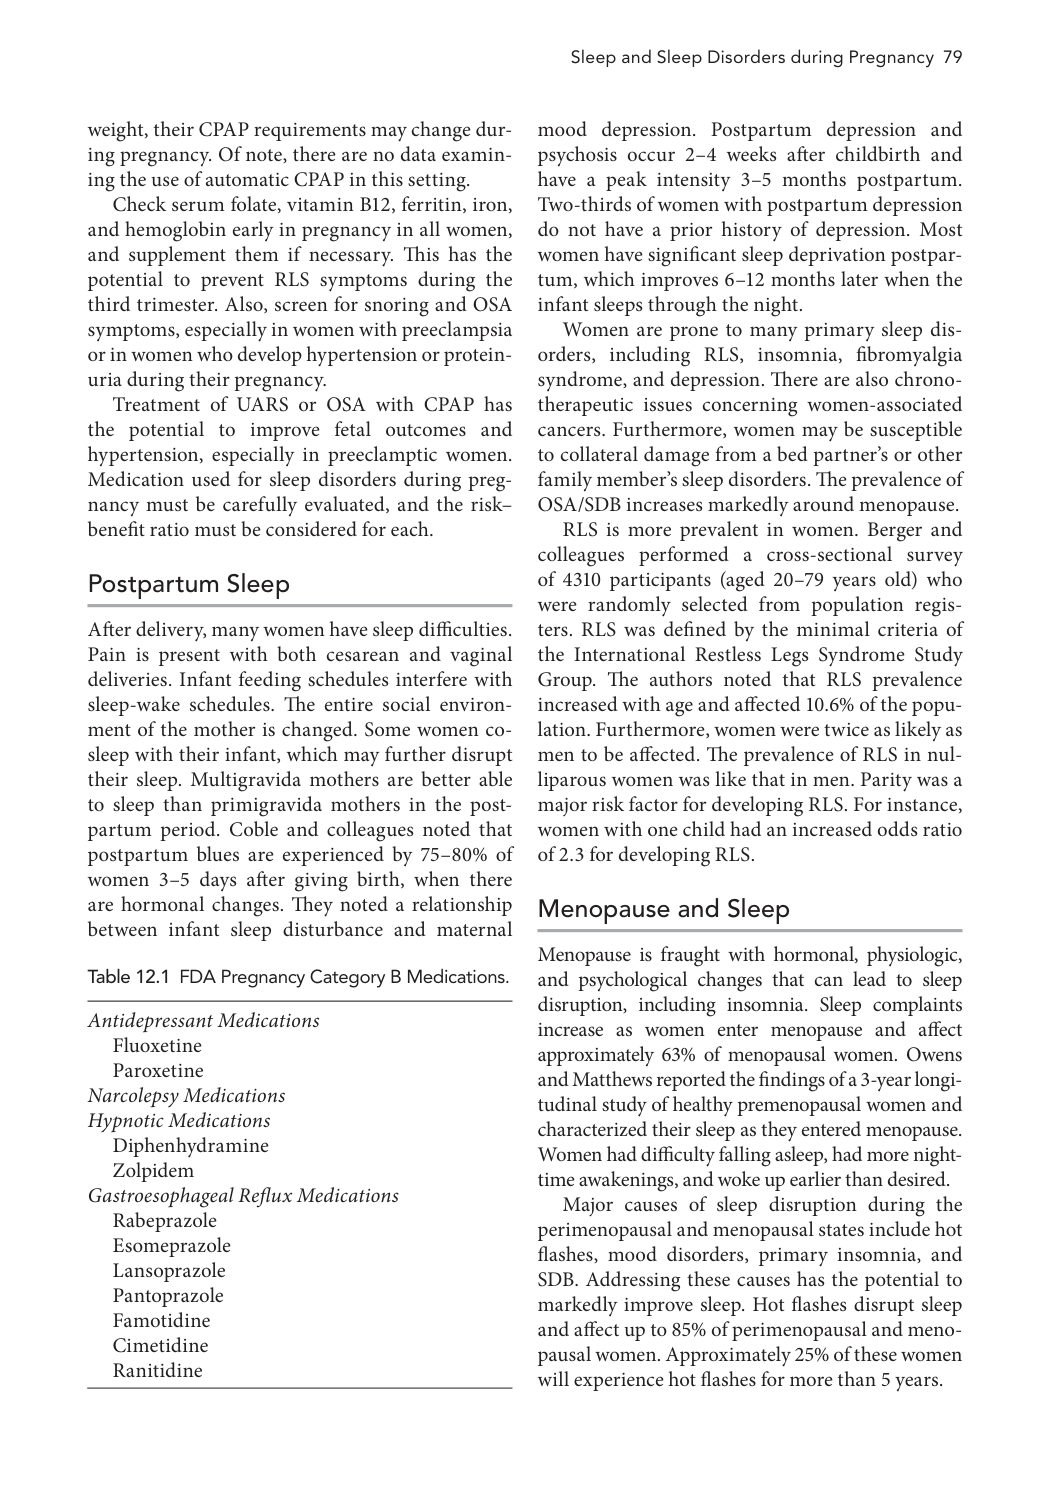 Sleep and Sleep Disorders during Pregnancy 79
weight, their CPAP requirements may change dur-
ing pregnancy. Of note, there are no data examin-
ing the use of automatic CPAP in this setting.
Check serum folate, vitamin B12, ferritin, iron,
and hemoglobin early in pregnancy in all women,
and supplement them if necessary. This has the
potential to prevent RLS symptoms during the
third trimester. Also, screen for snoring and OSA
symptoms, especially in women with preeclampsia
or in women who develop hypertension or protein-
uria during their pregnancy.
Treatment of UARS or OSA with CPAP has
the potential to improve fetal outcomes and
hypertension, especially in preeclamptic women.
Medication used for sleep disorders during preg-
nancy must be carefully evaluated, and the risk–
benefit ratio must be considered for each.
Postpartum Sleep
After delivery, many women have sleep difficulties.
Pain is present with both cesarean and vaginal
deliveries. Infant feeding schedules interfere with
sleep-wake schedules. The entire social environ-
ment of the mother is changed. Some women co-
sleep with their infant, which may further disrupt
their sleep. Multigravida mothers are better able
to sleep than primigravida mothers in the post-
partum period. Coble and colleagues noted that
postpartum blues are experienced by 75–80% of
women 3–5 days after giving birth, when there
are hormonal changes. They noted a relationship
between infant sleep disturbance and maternal
Table 12.1 FDA Pregnancy Category B Medications.
Antidepressant Medications
Fluoxetine
Paroxetine
Narcolepsy Medications
Hypnotic Medications
Diphenhydramine
Zolpidem
Gastroesophageal Reflux Medications
Rabeprazole
Esomeprazole
Lansoprazole
Pantoprazole
Famotidine
Cimetidine
Ranitidine
mood depression. Postpartum depression and
psychosis occur 2–4 weeks after childbirth and
have a peak intensity 3–5 months postpartum.
Two-thirds of women with postpartum depression
do not have a prior history of depression. Most
women have significant sleep deprivation postpar-
tum, which improves 6–12 months later when the
infant sleeps through the night.
Women are prone to many primary sleep dis-
orders, including RLS, insomnia, fibromyalgia
syndrome, and depression. There are also chrono-
therapeutic issues concerning women-associated
cancers. Furthermore, women may be susceptible
to collateral damage from a bed partner’s or other
family member’s sleep disorders. The prevalence of
OSA/SDB increases markedly around menopause.
RLS is more prevalent in women. Berger and
colleagues performed a cross-sectional survey
of 4310 participants (aged 20–79 years old) who
were randomly selected from population regis-
ters. RLS was defined by the minimal criteria of
the International Restless Legs Syndrome Study
Group. The authors noted that RLS prevalence
increased with age and affected 10.6% of the popu-
lation. Furthermore, women were twice as likely as
men to be affected. The prevalence of RLS in nul-
liparous women was like that in men. Parity was a
major risk factor for developing RLS. For instance,
women with one child had an increased odds ratio
of 2.3 for developing RLS.
Menopause and Sleep
Menopause is fraught with hormonal, physiologic,
and psychological changes that can lead to sleep
disruption, including insomnia. Sleep complaints
increase as women enter menopause and affect
approximately 63% of menopausal women. Owens
and Matthews reported the findings of a 3-year longi-
tudinal study of healthy premenopausal women and
characterized their sleep as they entered menopause.
Women had difficulty falling asleep, had more night-
time awakenings, and woke up earlier than desired.
Major causes of sleep disruption during the
perimenopausal and menopausal states include hot
flashes, mood disorders, primary insomnia, and
SDB. Addressing these causes has the potential to
markedly improve sleep. Hot flashes disrupt sleep
and affect up to 85% of perimenopausal and meno-
pausal women. Approximately 25% of these women
will experience hot flashes for more than 5 years.